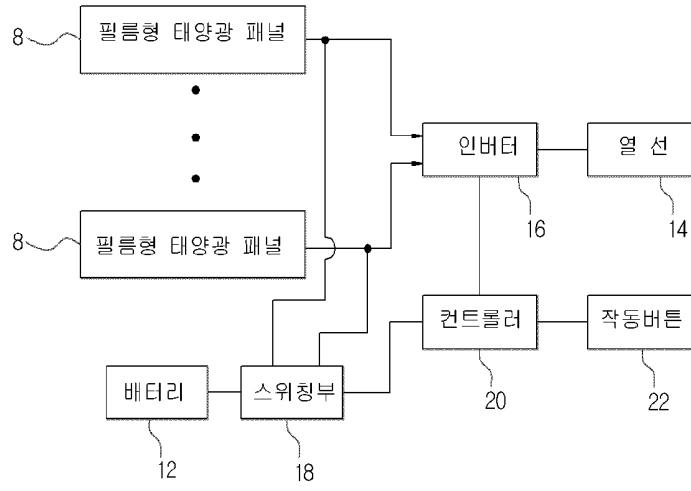 8
필름형 태양광 패널
인버터
열 선
16
14
8
필름형 태양광 패널
컨트롤러
작동버튼
20
22
배터리
스위칭부
12
18